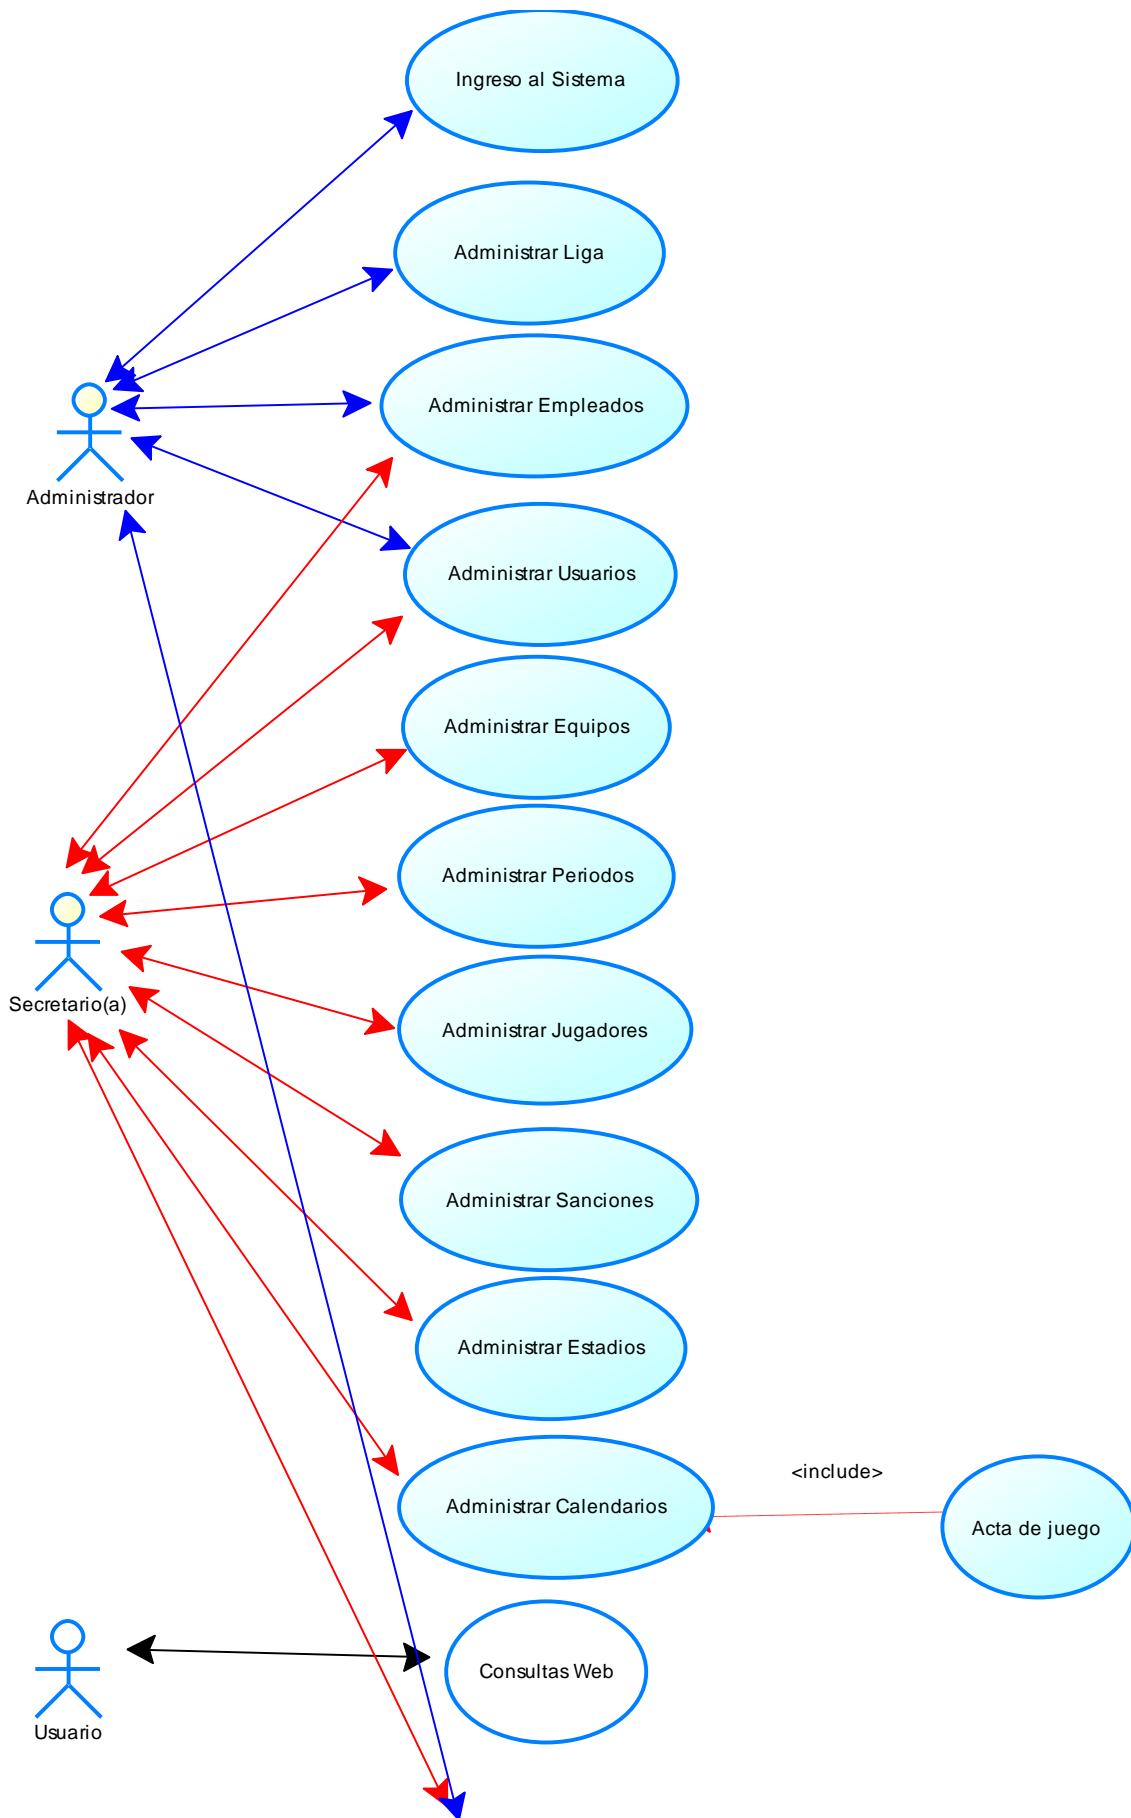 Ingreso al Sistema
Administrar Liga
Administrar Empleados
Administrador
Administrar Usuarios
Administrar Equipos
Administrar Periodos
Secretario(a)
Administrar Jugadores
Administrar Sanciones
Administrar Estadios
<include>
Administrar Calendarios
Acta de juego
Consultas Web
Usuario